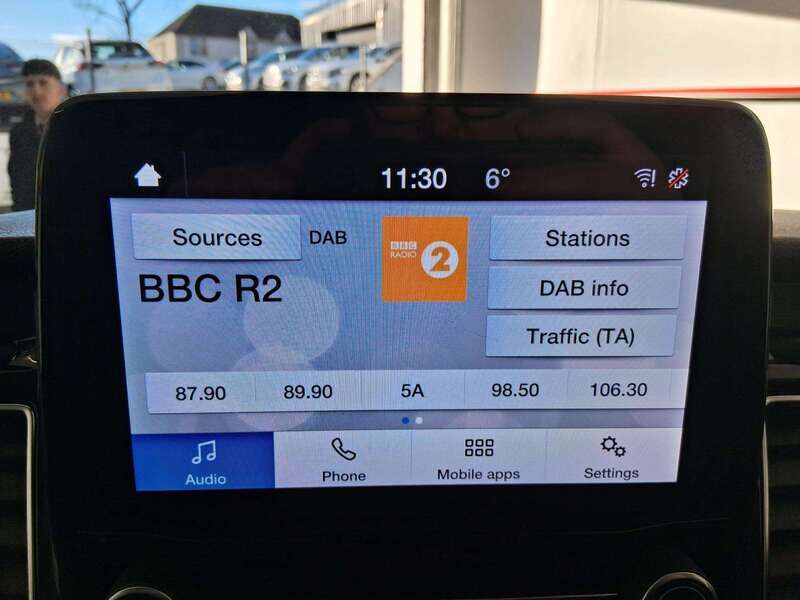 11:30 6°
Sources DAB
BBC
RADIO 2
Stations
BBC R2
DAB info
Traffic (TA)
87.90 89.90 5A 98.50 106.30
Audio Phone Mobile apps Settings